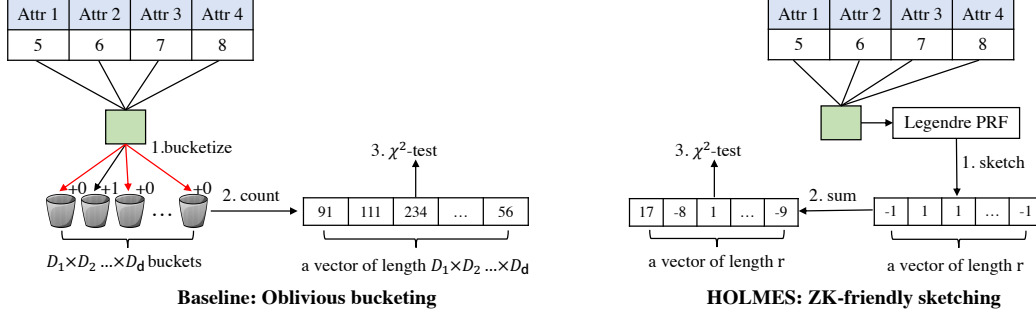 Attr 1 Attr 2 Attr 3 Attr 4
5 6 7 8
1.bucketize
+0 +1 +0 +0
...
2. count
D₁×D₂ ...×D_d buckets
3. χ²-test
91 111 234 ... 56
a vector of length D₁×D₂ ...×D_d
Baseline: Oblivious bucketing
Attr 1 Attr 2 Attr 3 Attr 4
5 6 7 8
Legendre PRF
1. sketch
-1 1 1 ... -1
a vector of length r
2. sum
3. χ²-test
17 -8 1 ... -9
a vector of length r
HOLMES: ZK-friendly sketching